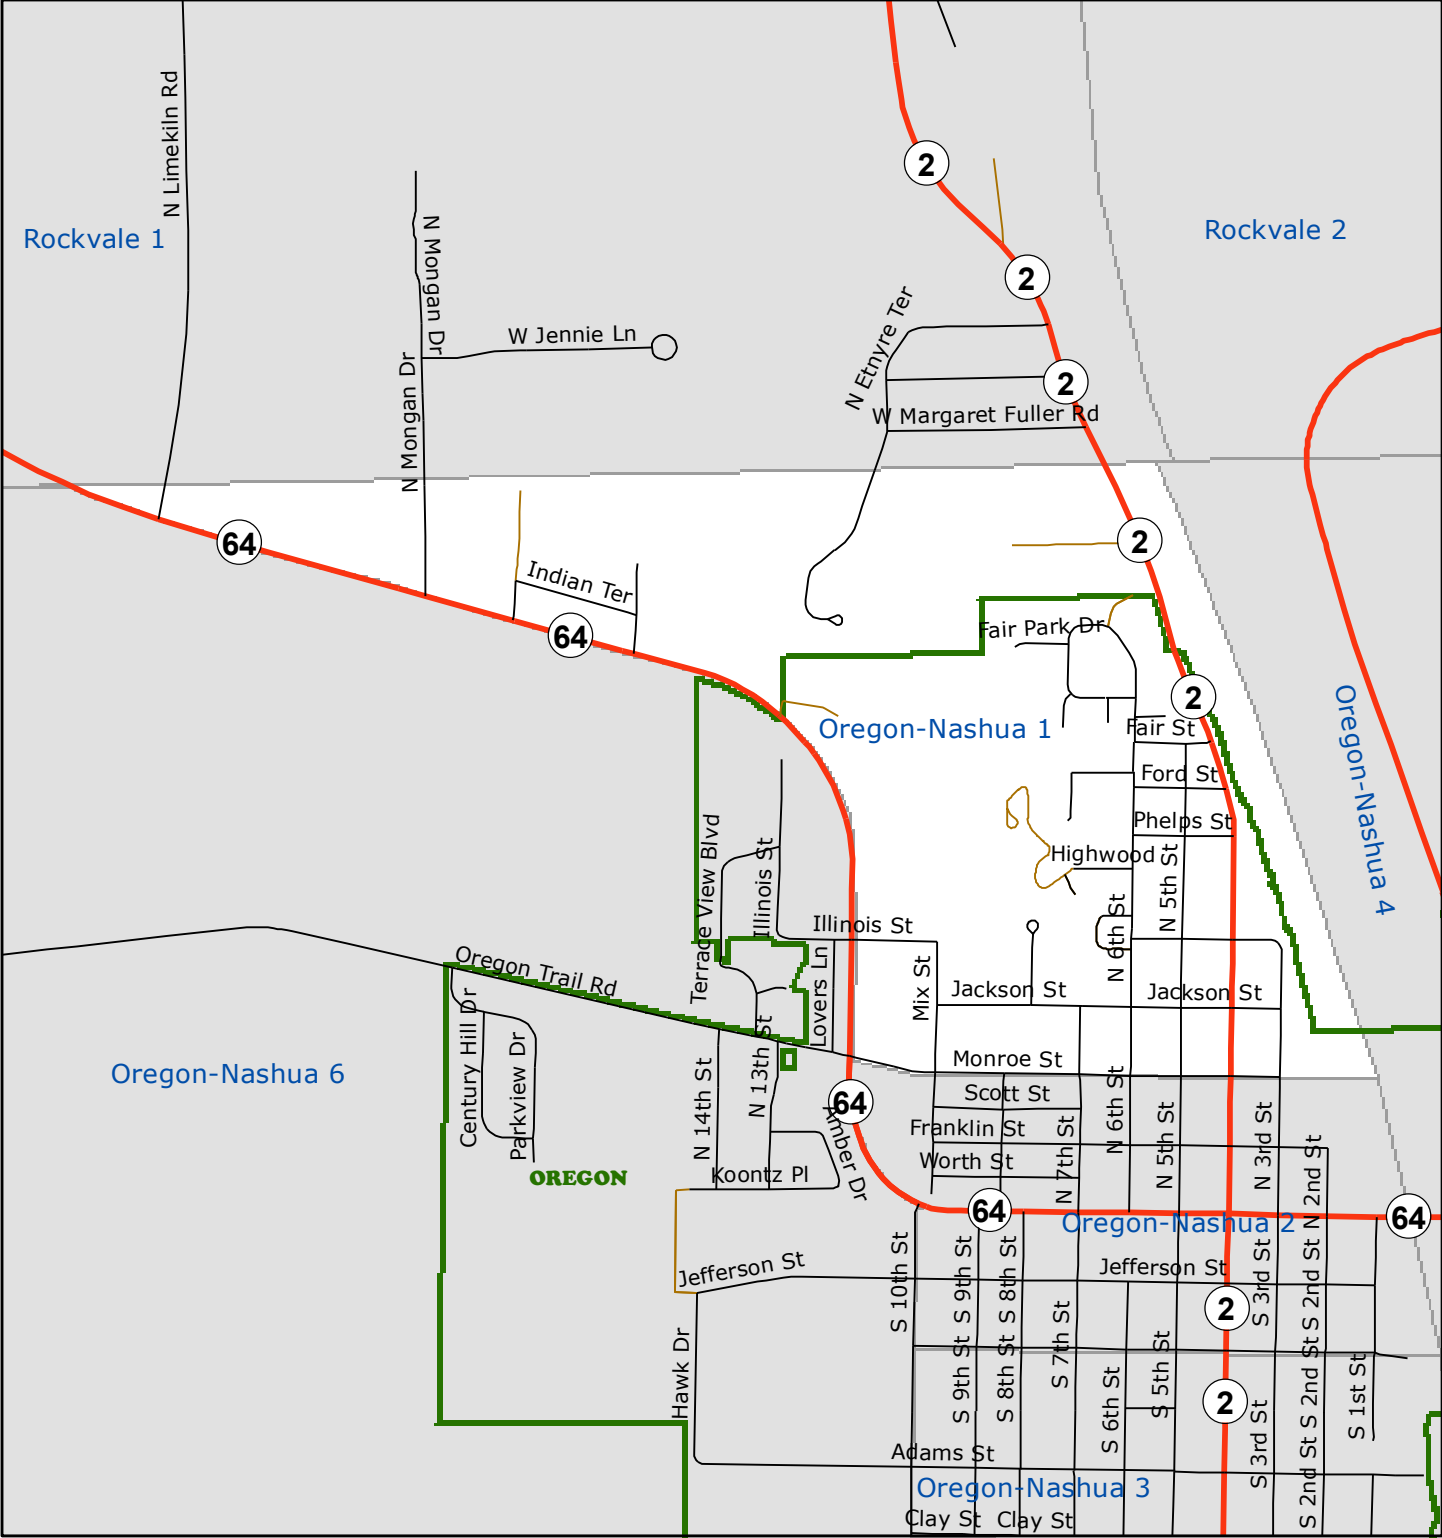 N Limekiln Rd
2
Rockvale 1
N Mongan Dr
Rockvale 2
2
W Jennie Ln
N Etnyre Ter
N Mongan Dr
2
W Margaret Fuller Rd
64
2
Indian Ter
64
Fair Park Dr
2
Oregon-Nashua 1
Fair St
Oregon-Nashua 4
Ford St
Phelps St
Highwood
Terrace View Blvd
Illinois St
N 5th St
Illinois St
N 6th St
Oregon Trail Rd
Lovers Ln
Mix St
Jackson St
Jackson St
Century Hill Dr
Parkview Dr
N 13th St
N 14th St
Monroe St
Oregon-Nashua 6
Scott St
64
Amber Dr
Franklin St
N 6th St
N 7th St
N 5th St
N 3rd St
N 2nd St
Worth St
Koontz Pl
OREGON
64
Oregon-Nashua 2
64
Jefferson St
Jefferson St
S 10th St
S 9th St
S 8th St
S 3rd St
S 2nd St
2
S 7th St
Hawk Dr
S 9th St
S 8th St
S 6th St
S 5th St
2
S 3rd St
S 2nd St
S 1st St
Adams St
S 2nd St
Oregon-Nashua 3
Clay St
Clay St